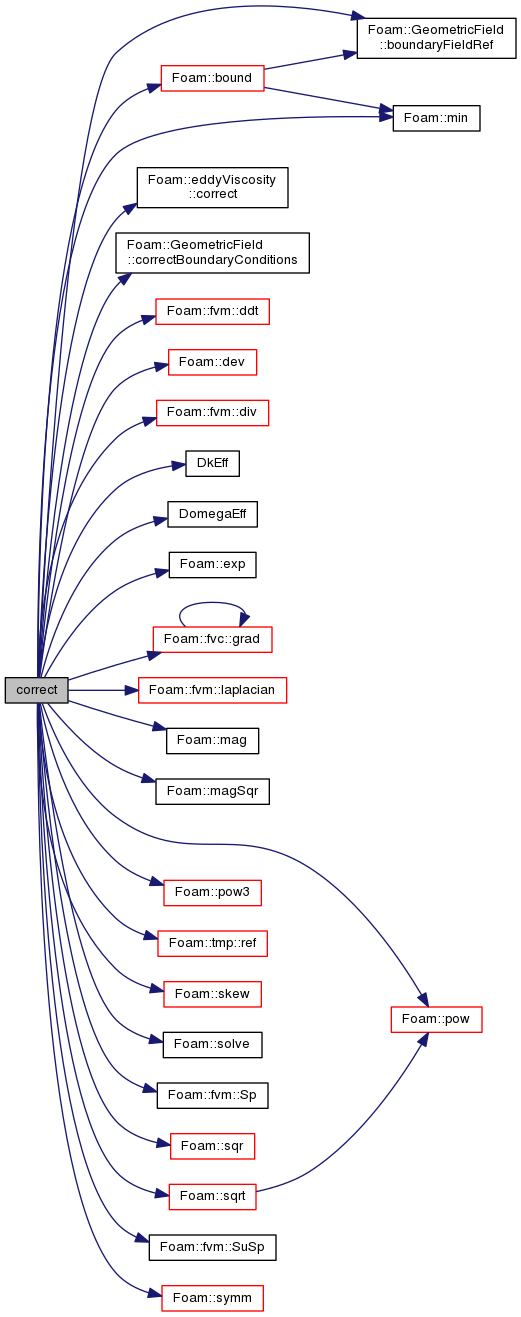 Foam::GeometricField
::boundaryFieldRef
Foam::bound
Foam::min
Foam::eddyViscosity
::correct
Foam::GeometricField
::correctBoundaryConditions
Foam::fvm::ddt
Foam::dev
Foam::fvm::div
DkEff
DomegaEff
Foam::exp
Foam::fvc::grad
correct
Foam::fvm::laplacian
Foam::mag
Foam::magSqr
Foam::pow3
Foam::tmp::ref
Foam::skew
Foam::pow
Foam::solve
Foam::fvm::Sp
Foam::sqr
Foam::sqrt
Foam::fvm::SuSp
Foam::symm